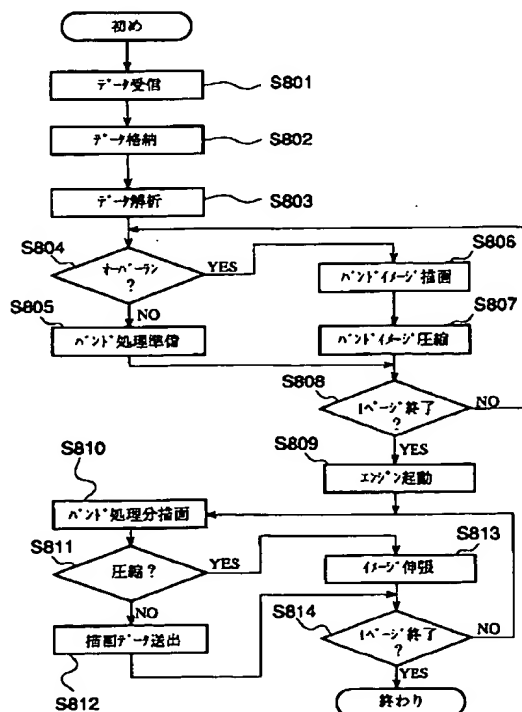 初め
データ受信
S801
データ格納
S802
データ解析
S803
S804
オーバーラン
?
YES
S806
バンドイメージ描画
S805
NO
バンド処理準備
S807
バンドイメージ圧縮
S808
1ページ終了
?
NO
YES
S809
エンジン起動
S810
バンド処理分描画
S811
圧縮?
YES
S813
イメージ伸張
NO
S814
1ページ終了
?
NO
描画データ送出
YES
S812
終わり